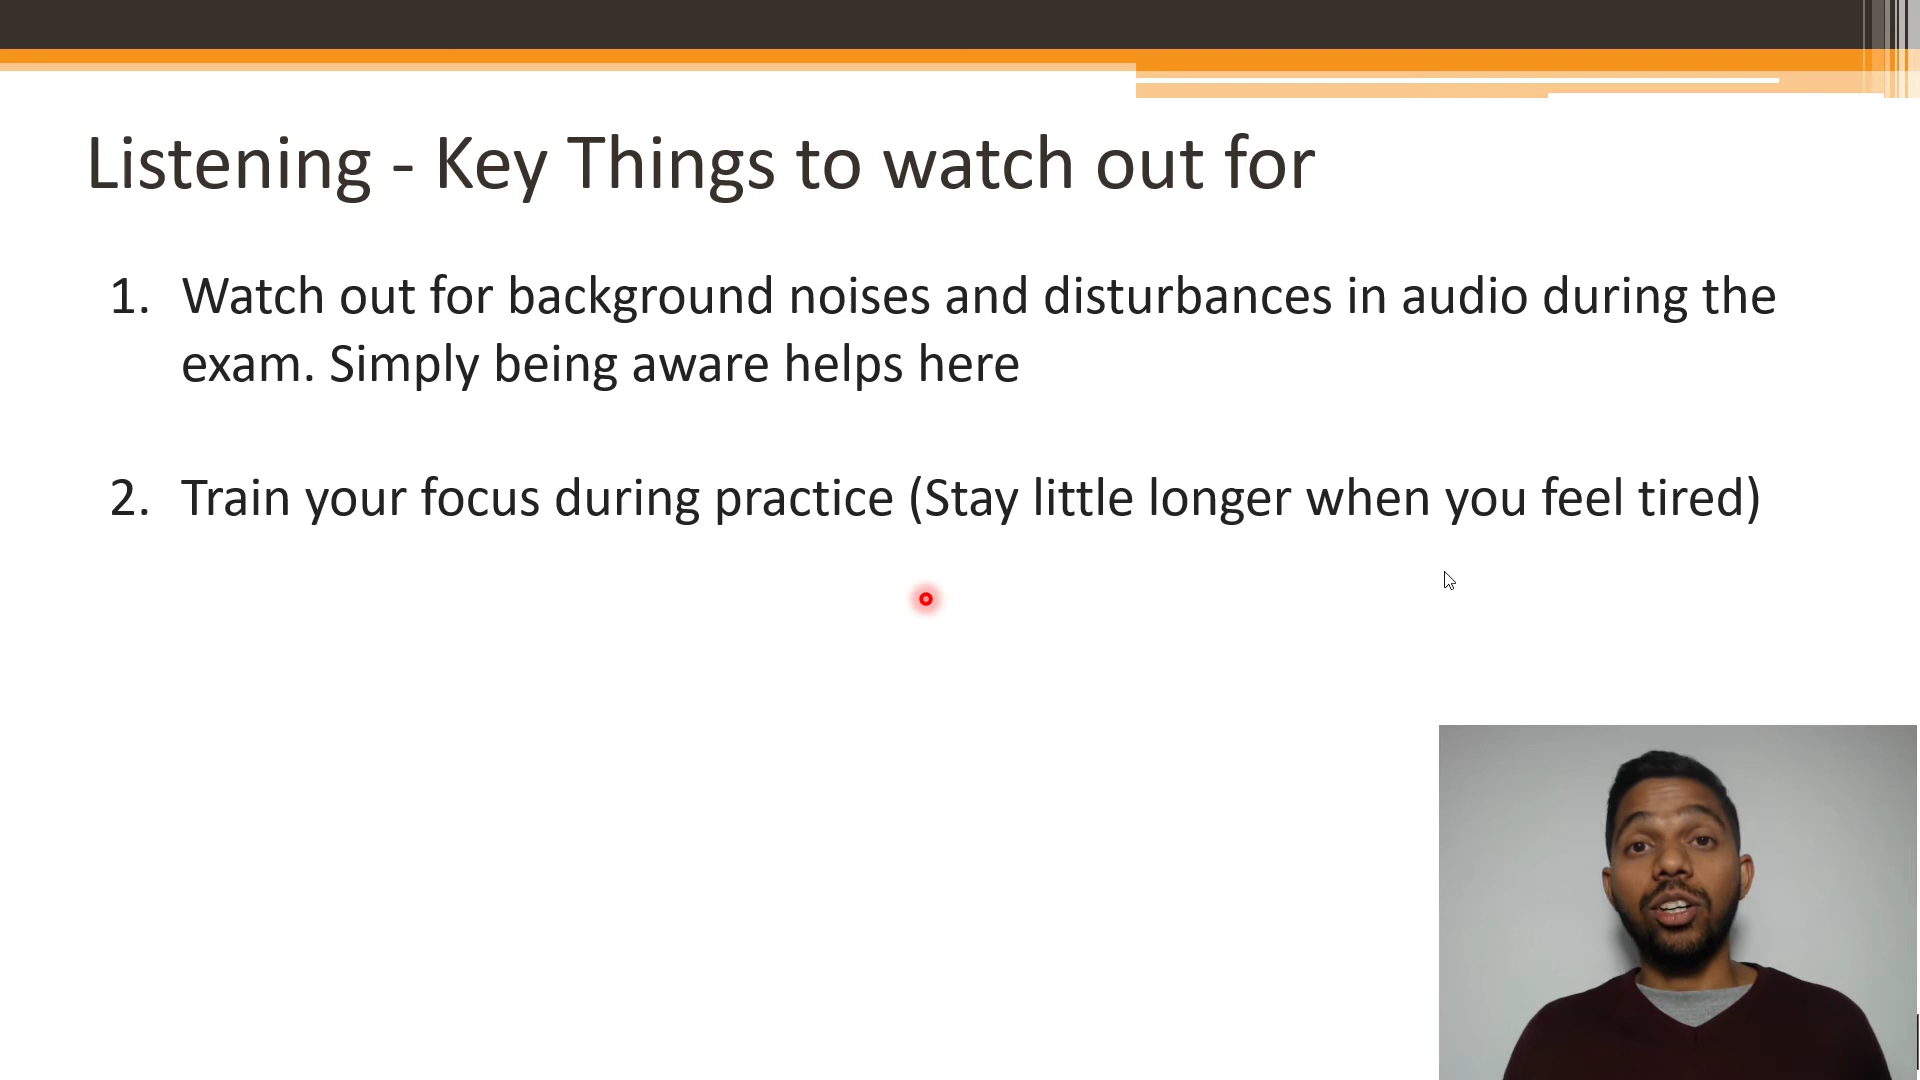 Listening - Key Things to watch out for
1. Watch out for background noises and disturbances in audio during the
exam. Simply being aware helps here
2. Train your focus during practice (Stay little longer when you feel tired)